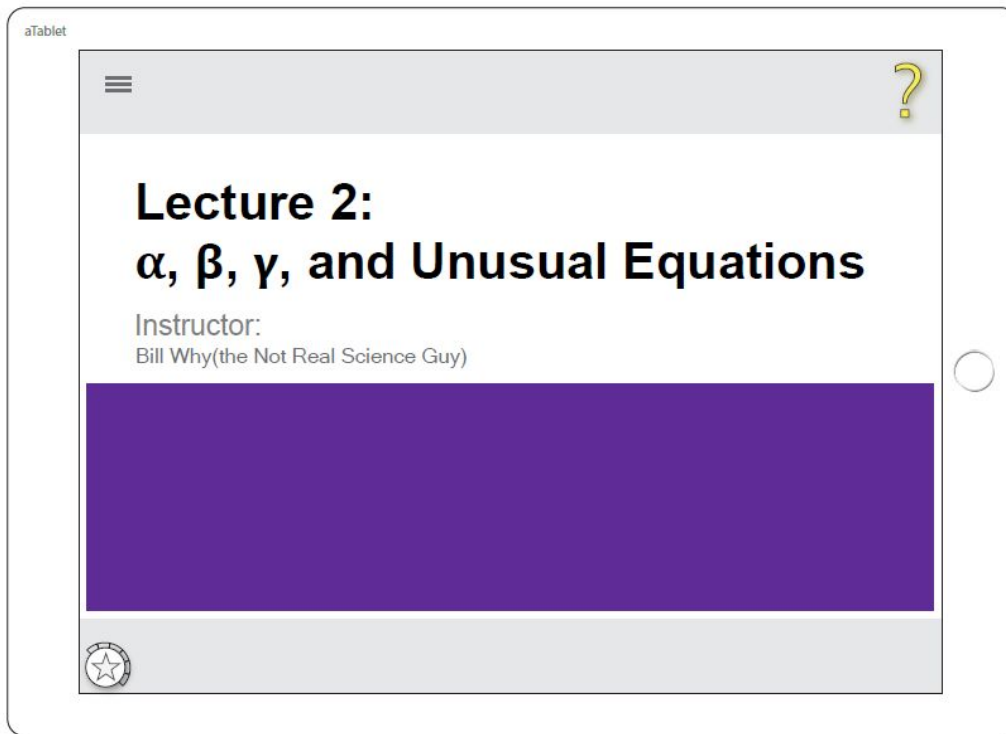 aTablet
?
Lecture 2:
α, β, γ, and Unusual Equations
Instructor:
Bill Why(the Not Real Science Guy)